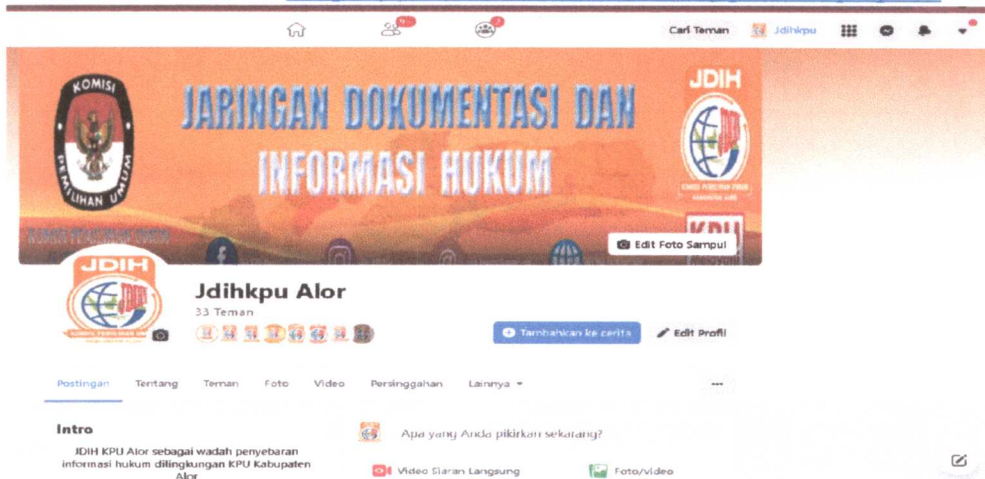 Cari Teman
Jdihkpu
KOMISI
PEMILIHAN UMUM
JARINGAN DOKUMENTASI DAN
INFORMASI HUKUM
JDIH
KPU
Edit Foto Sampul
JDIH
Jdihkpu Alor
33 Teman
Tambahkan ke cerita
Edit Profil
Postingan Tentang Teman Foto Video Persinggahan Lainnya
Intro
JDIH KPU Alor sebagai wadah penyebaran
informasi hukum dilingkungan KPU Kabupaten
Alor
Apa yang Anda pikirkan sekarang?
Video Siaran Langsung
Foto/video